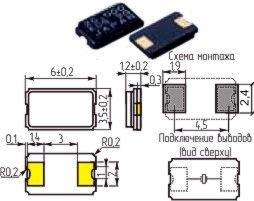 Схема монтажа
6±0,2
1,2±0,2
0,3
1,9
3,5±0,2
2,4
4,5
0,1
1,4
3
R0,2
Подключение выводов
(вид сверху)
R0,2
1
2